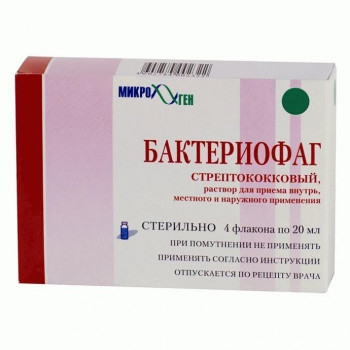 МИКРОГЕН
БАКТЕРИОФАГ
СТРЕПТОКОККОВЫЙ,
раствор для приема внутрь,
местного и наружного применения
СТЕРИЛЬНО 4 флакона по 20 мл
ПРИ ПОМУТНЕНИИ НЕ ПРИМЕНЯТЬ
ПРИМЕНЯТЬ СОГЛАСНО ИНСТРУКЦИИ
ОТПУСКАЕТСЯ ПО РЕЦЕПТУ ВРАЧА